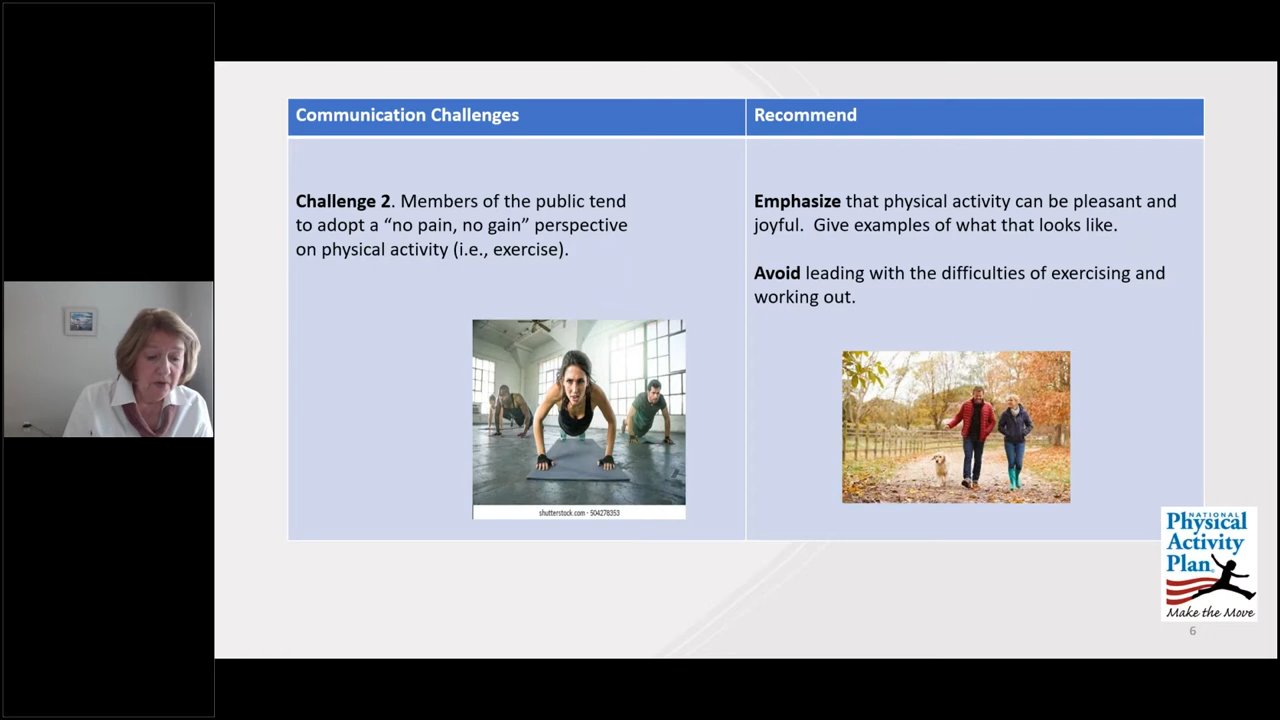 Communication Challenges
Recommend
Challenge 2. Members of the public tend
to adopt a “no pain, no gain” perspective
on physical activity (i.e., exercise).
Emphasize that physical activity can be pleasant and
joyful. Give examples of what that looks like.
Avoid leading with the difficulties of exercising and
working out.
shutterstock.com - 504278353
NATIONAL
Physical
Activity
Plan
Make the Move
6